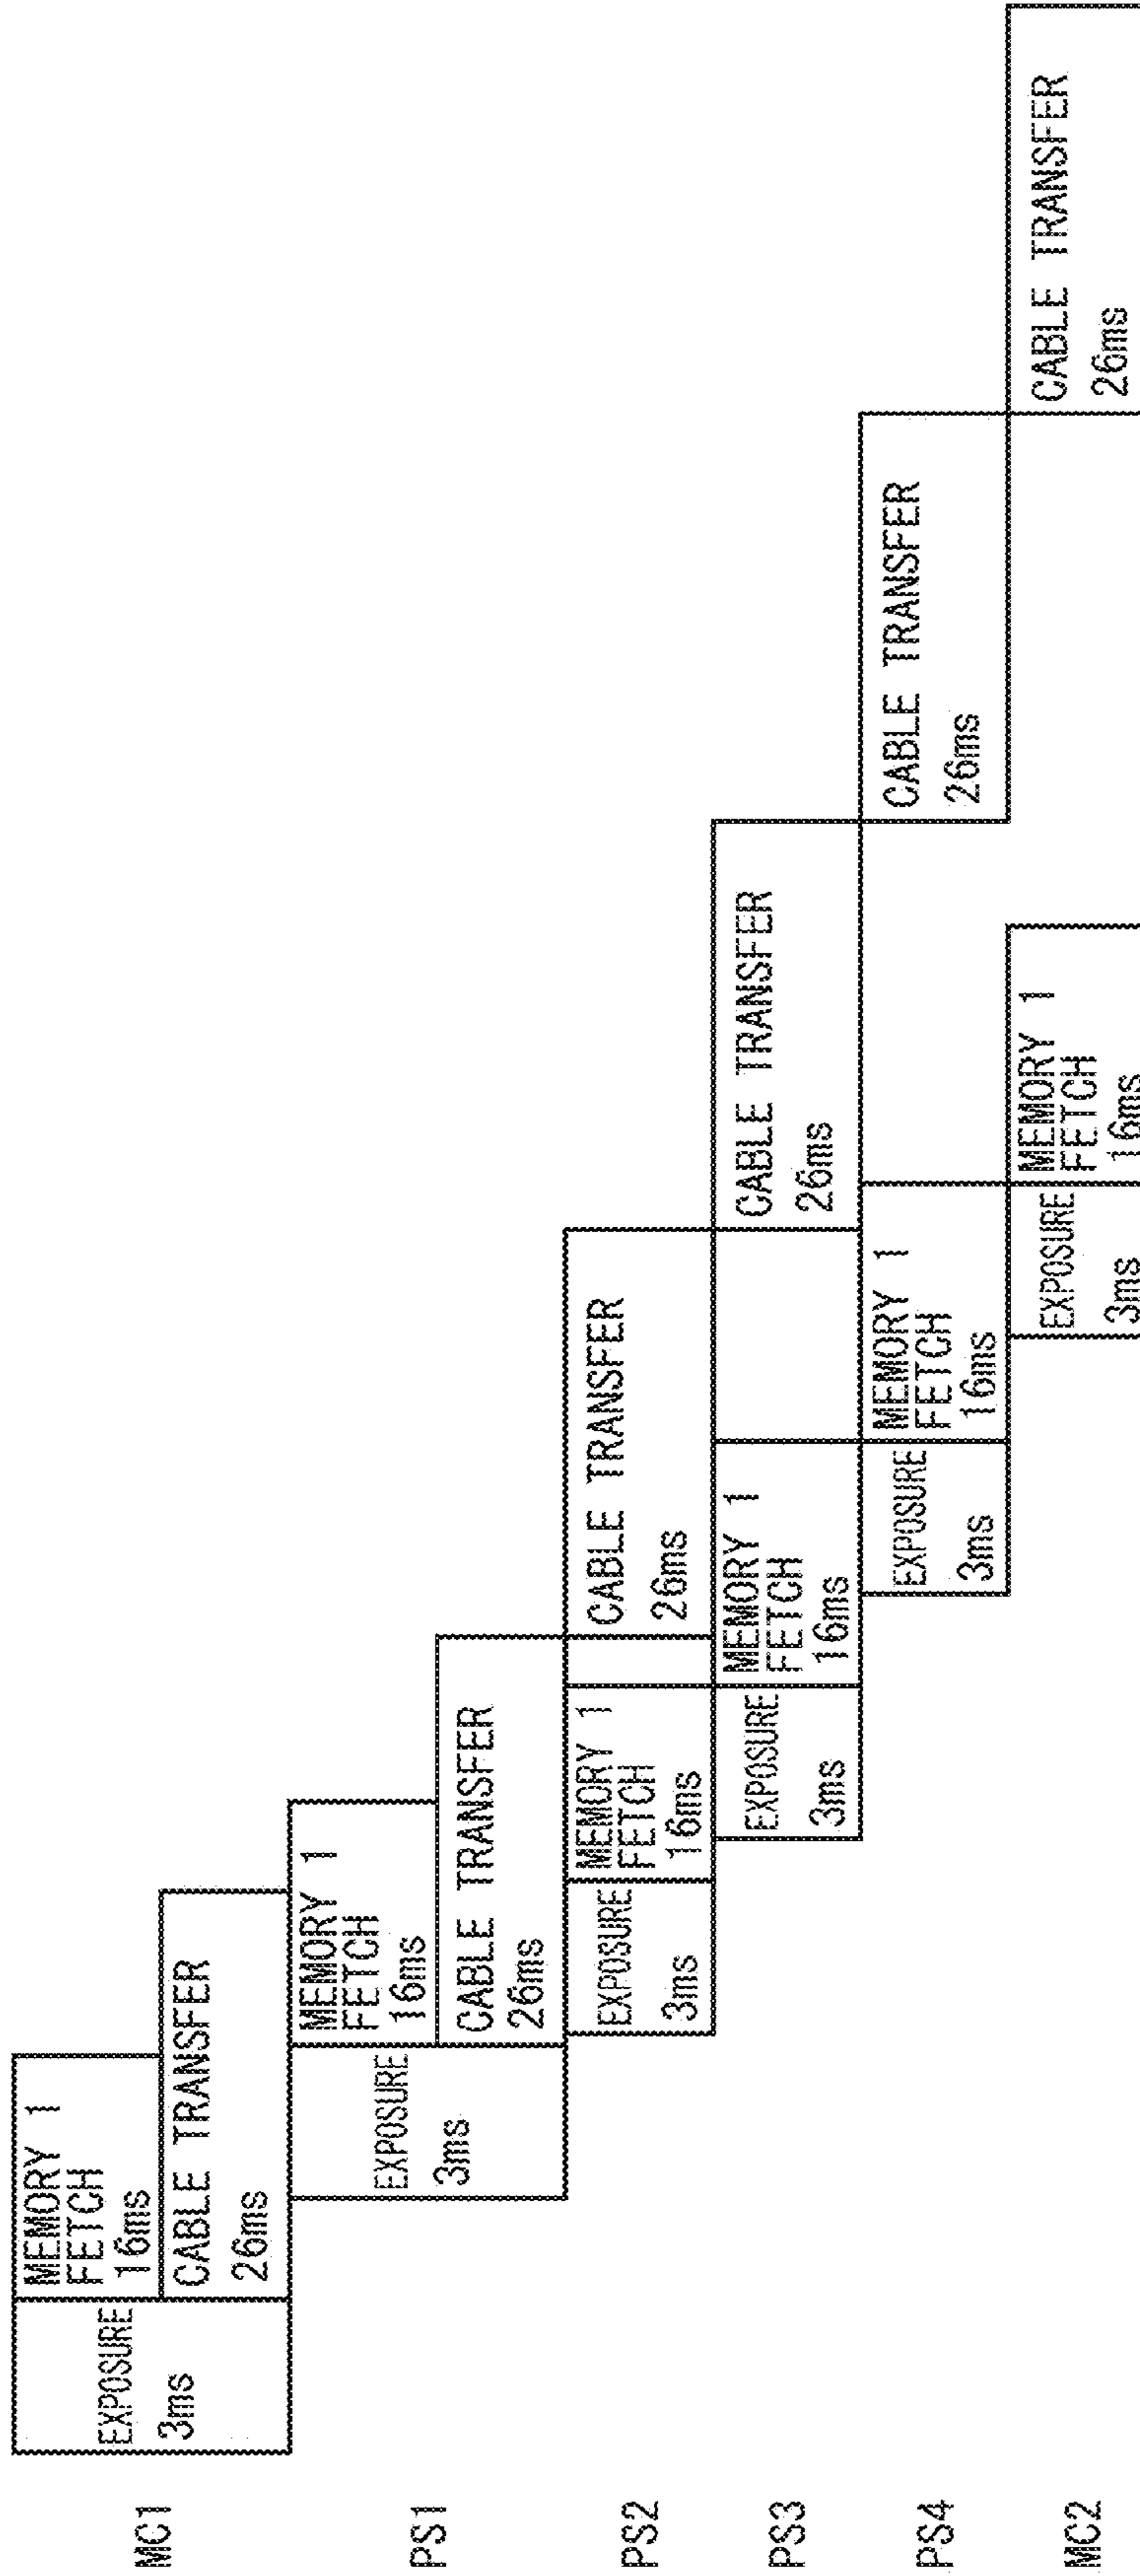 MC1
EXPOSURE
3ms
MEMORY 1
FETCH
16ms
CABLE TRANSFER
26ms
PS1
EXPOSURE
3ms
MEMORY 1
FETCH
16ms
CABLE TRANSFER
26ms
PS2
EXPOSURE
3ms
MEMORY 1
FETCH
16ms
CABLE TRANSFER
26ms
PS3
EXPOSURE
3ms
MEMORY 1
FETCH
16ms
CABLE TRANSFER
26ms
PS4
EXPOSURE
3ms
MEMORY 1
FETCH
16ms
CABLE TRANSFER
26ms
MC2
EXPOSURE
3ms
MEMORY 1
FETCH
16ms
CABLE TRANSFER
26ms